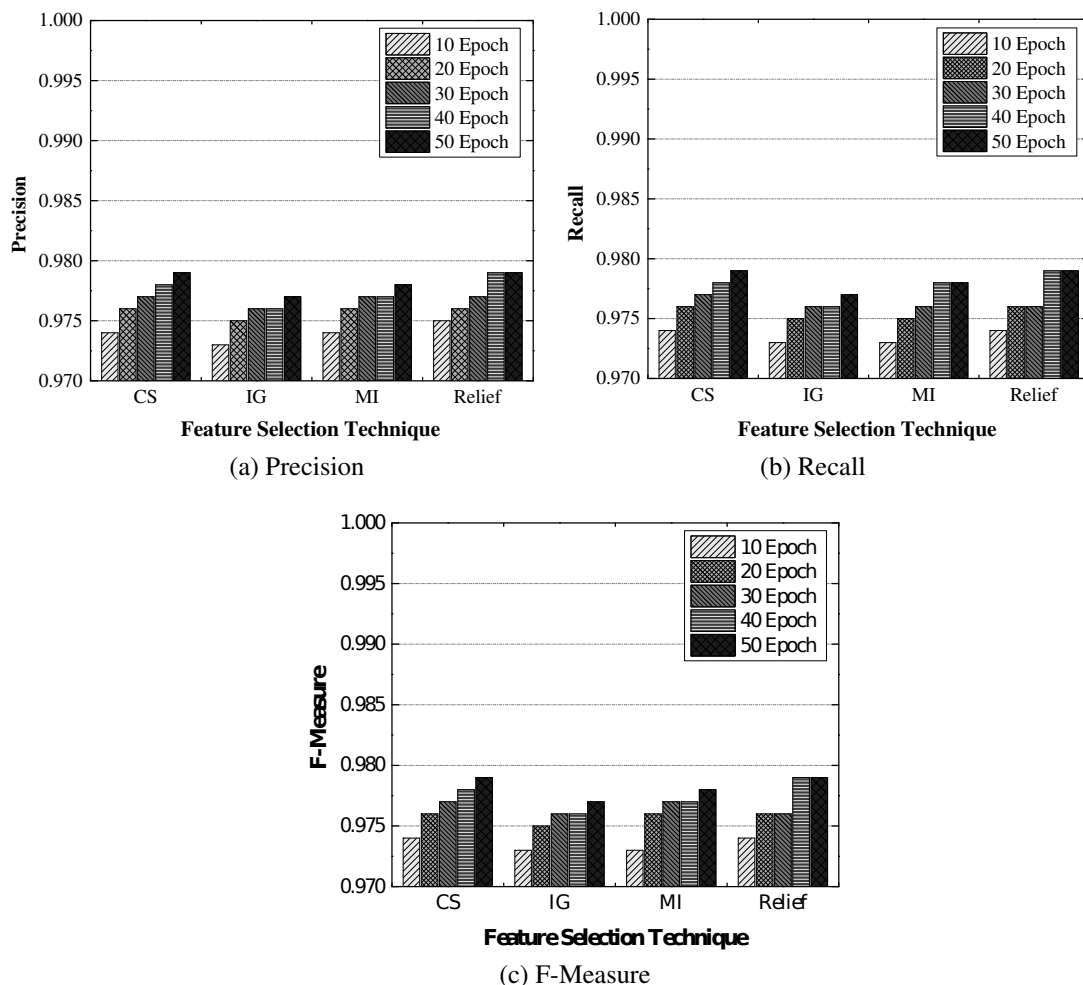 1.000
0.995
0.990
0.985
0.980
0.975
0.970
Precision
10 Epoch
20 Epoch
30 Epoch
40 Epoch
50 Epoch
CS IG MI Relief
Feature Selection Technique
(a) Precision
1.000
0.995
0.990
0.985
0.980
0.975
0.970
Recall
10 Epoch
20 Epoch
30 Epoch
40 Epoch
50 Epoch
CS IG MI Relief
Feature Selection Technique
(b) Recall
1.000
0.995
0.990
0.985
0.980
0.975
0.970
F-Measure
10 Epoch
20 Epoch
30 Epoch
40 Epoch
50 Epoch
CS IG MI Relief
Feature Selection Technique
(c) F-Measure